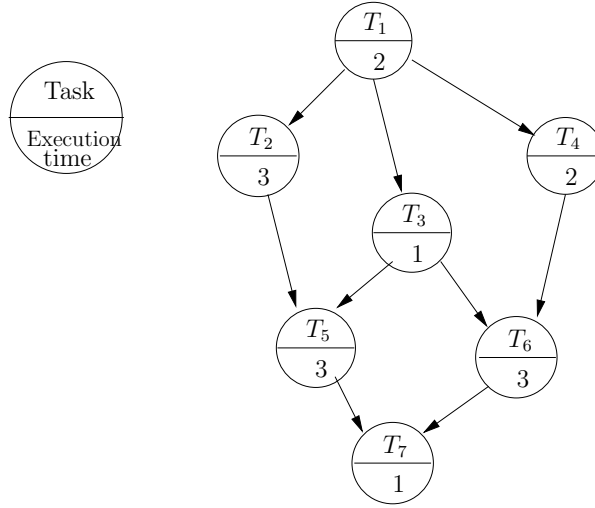 Task
Execution
time
T₁
2
T₂
3
T₄
2
T₃
1
T₅
3
T₆
3
T₇
1